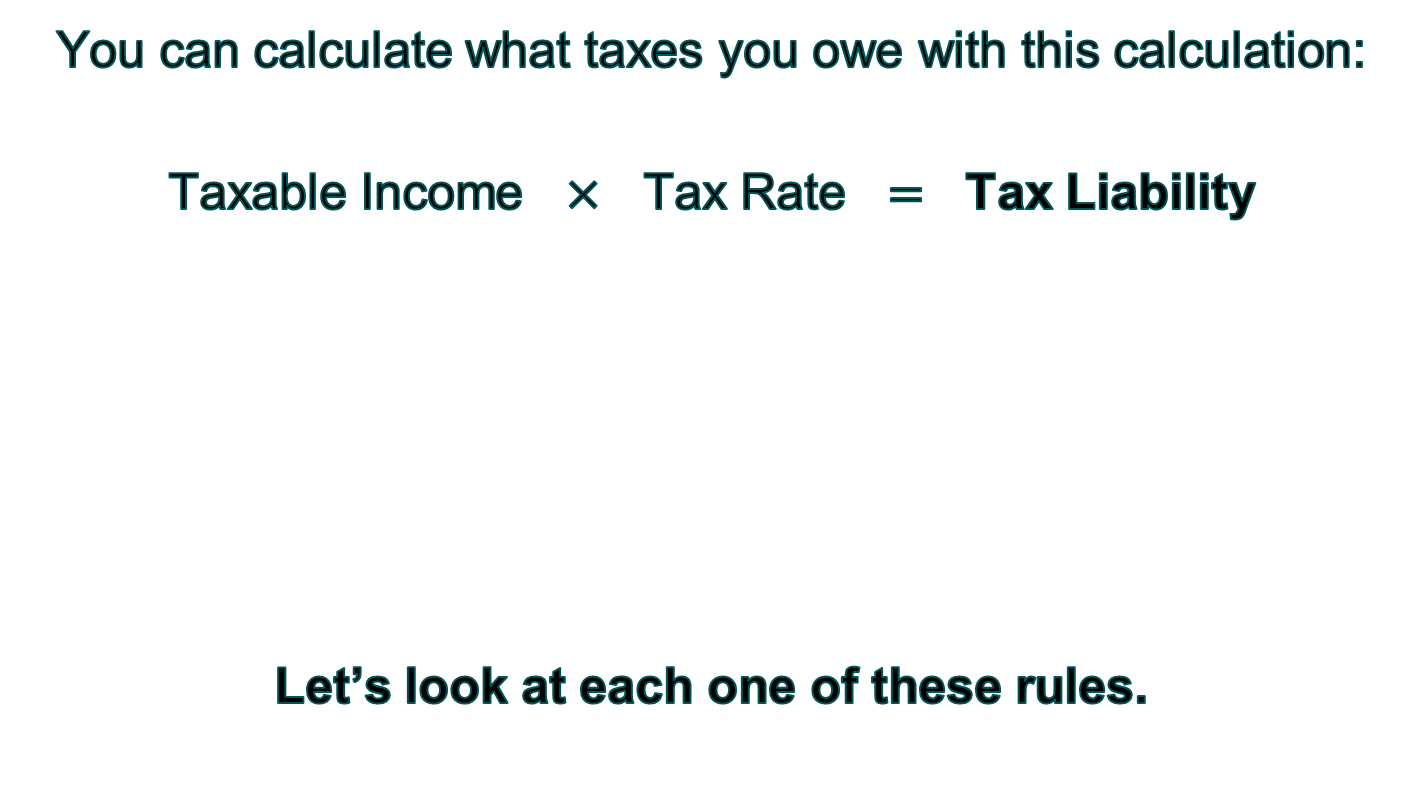 You can calculate what taxes you owe with this calculation:
Taxable Income × Tax Rate = Tax Liability
Let’s look at each one of these rules.